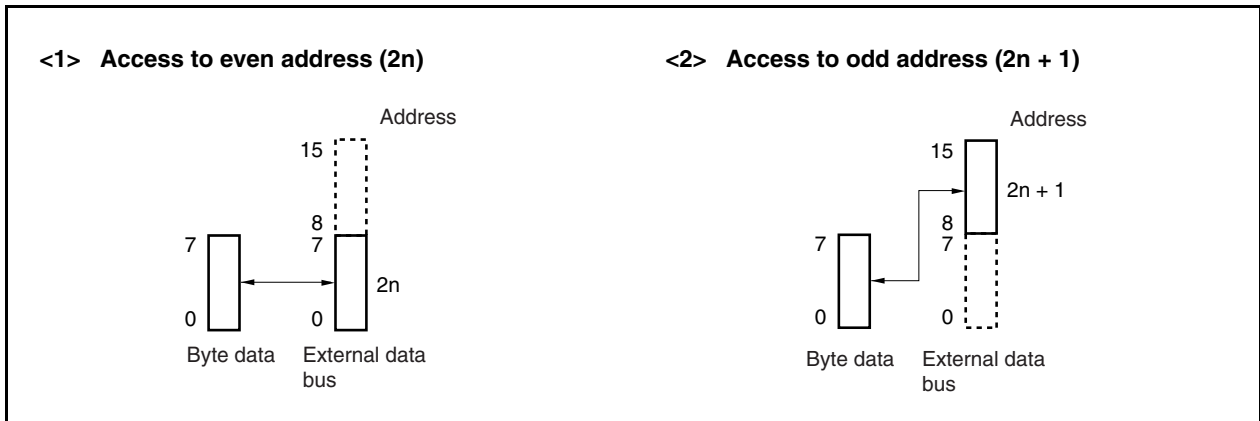 <1> Access to even address (2n)
Address
15
8
7
7
2n
0
0
Byte data
External data
bus
<2> Access to odd address (2n + 1)
Address
15
2n + 1
8
7
7
0
0
Byte data
External data
bus